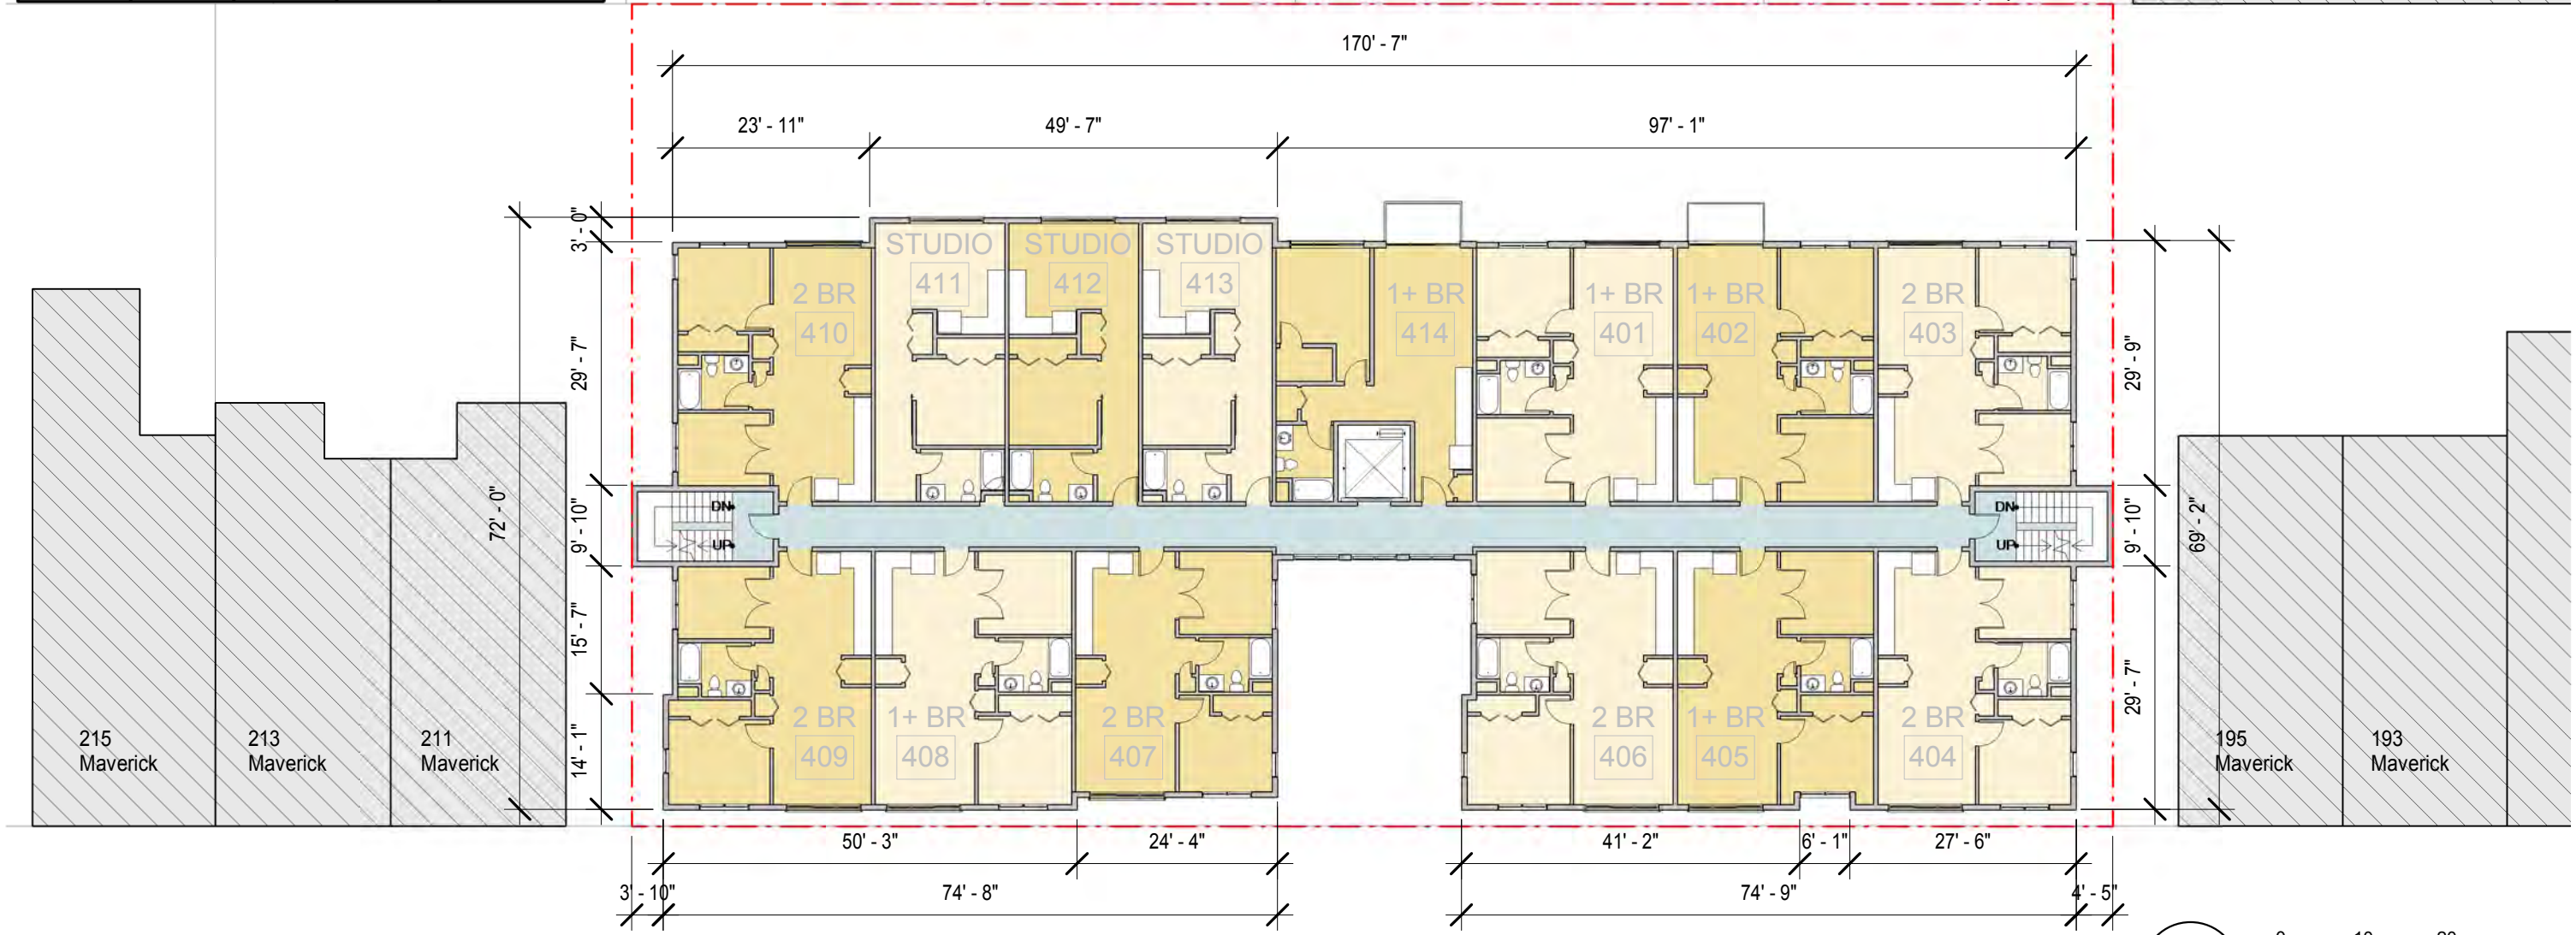 170' - 7"
23' - 11"
49' - 7"
97' - 1"
3' - 0"
29' - 7"
72' - 0"
9' - 10"
15' - 7"
14' - 1"
STUDIO
411
STUDIO
412
STUDIO
413
2 BR
410
1+ BR
414
1+ BR
401
1+ BR
402
2 BR
403
29' - 9"
9' - 10"
69' - 2"
29' - 7"
DN
UP
DN
UP
2 BR
409
1+ BR
408
2 BR
407
2 BR
406
1+ BR
405
2 BR
404
215
Maverick
213
Maverick
211
Maverick
195
Maverick
193
Maverick
50' - 3"
24' - 4"
41' - 2"
6' - 1"
27' - 6"
3' - 10"
74' - 8"
74' - 9"
4' - 5"